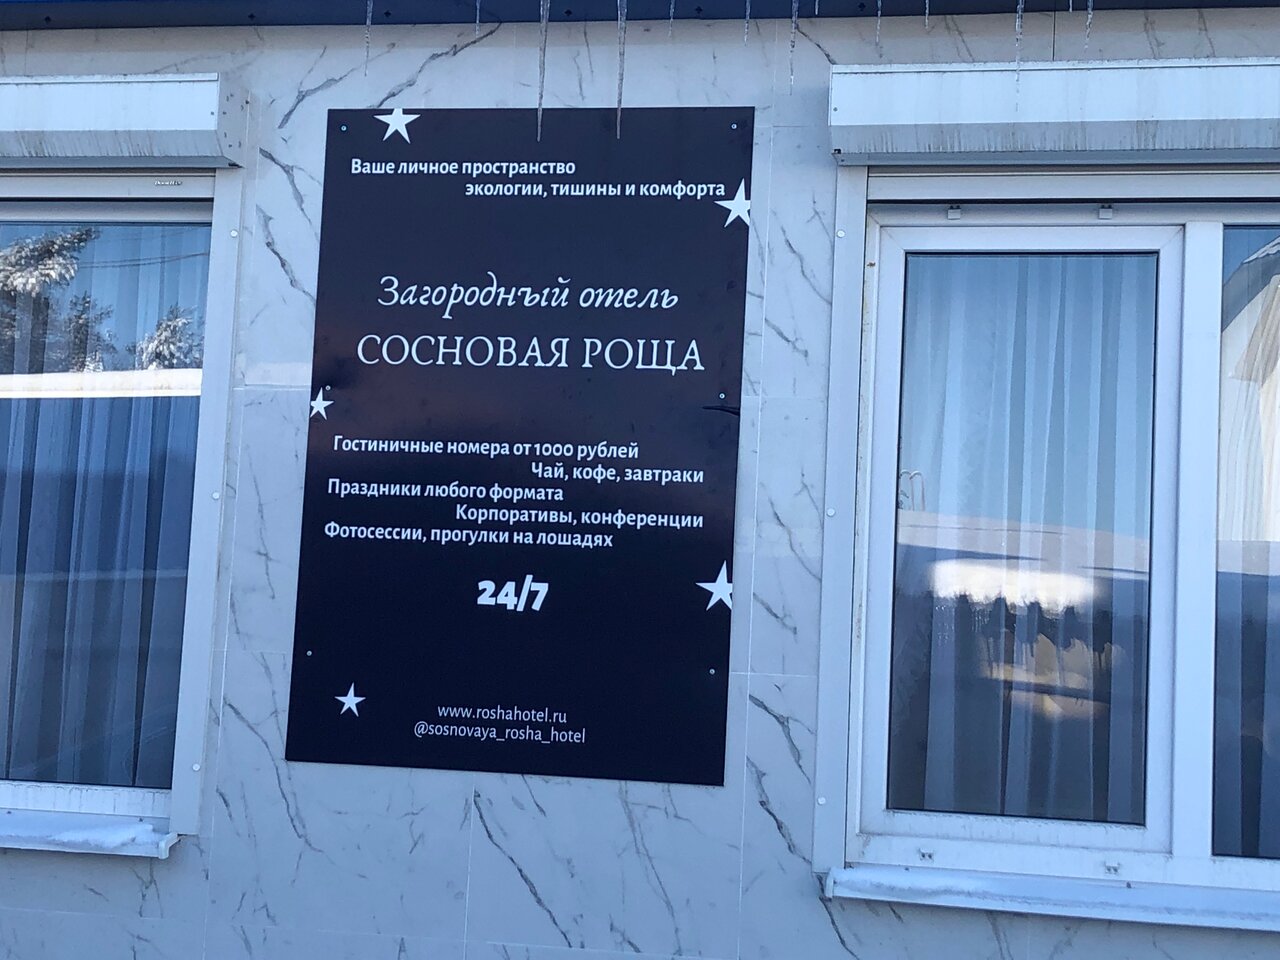 Ваше личное пространство
экологии, тишины и комфорта
Загородный отель
СОСНОВАЯ РОЩА
Гостиничные номера от 1000 рублей
Чай, кофе, завтраки
Праздники любого формата
Корпоративы, конференции
Фотосессии, прогулки на лошадях
24/7
www.roshahotel.ru
@sosnovaya_rosha_hotel